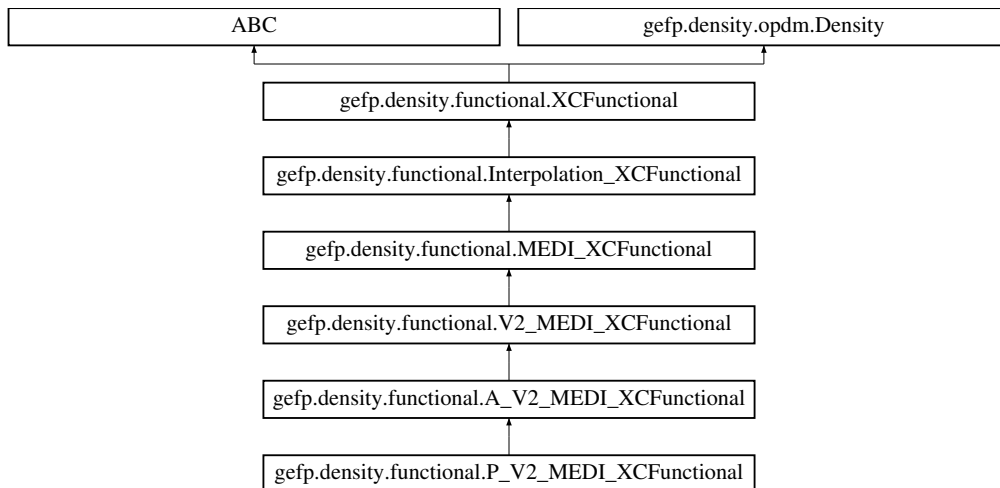 ABC
gefp.density.opdm.Density
gefp.density.functional.XCFunctional
gefp.density.functional.Interpolation_XCFunctional
gefp.density.functional.MEDI_XCFunctional
gefp.density.functional.V2_MEDI_XCFunctional
gefp.density.functional.A_V2_MEDI_XCFunctional
gefp.density.functional.P_V2_MEDI_XCFunctional